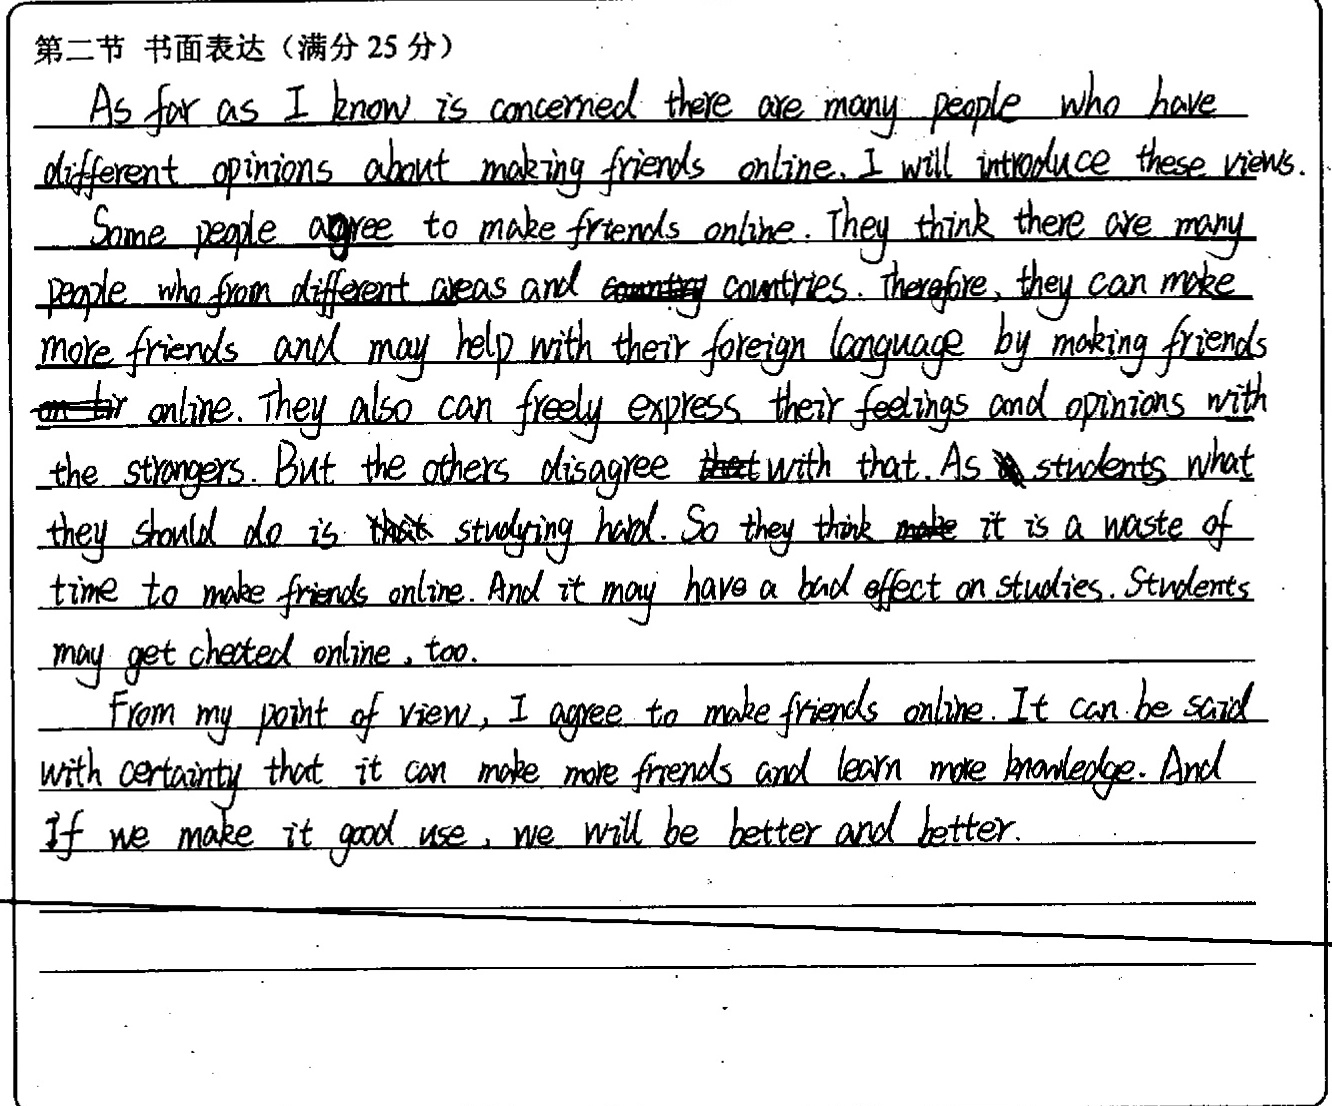 第二节 书面表达（满分 25 分）
As far as I know is concerned there are many people who have
different opinions about making friends online. I will introduce these views.
Some people agree to make friends online. They think there are many
people who from different areas and country countries. Therefore, they can make
more friends and may help with their foreign language by making friends
online. They also can freely express their feelings and opinions with
the strangers. But the others disagree that with that. As students what
they should do is that studying hard. So they think make it is a waste of
time to make friends online. And it may have a bad effect on studies. Students
may get cheated online, too.
From my point of view, I agree to make friends online. It can be said
with certainty that it can make more friends and learn more knowledge. And
If we make it good use, we will be better and better.